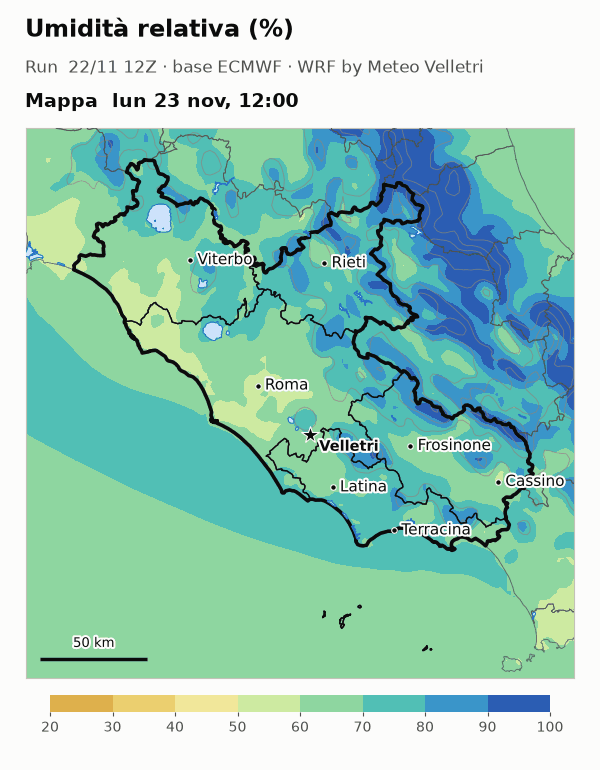 Umidità relativa (%)
Run  22/11 12Z · base ECMWF · WRF by Meteo Velletri
Mappa  lun 23 nov, 12:00
Viterbo
Rieti
Roma
Velletri
Frosinone
Cassino
Latina
Terracina
50 km
20 30 40 50 60 70 80 90 100